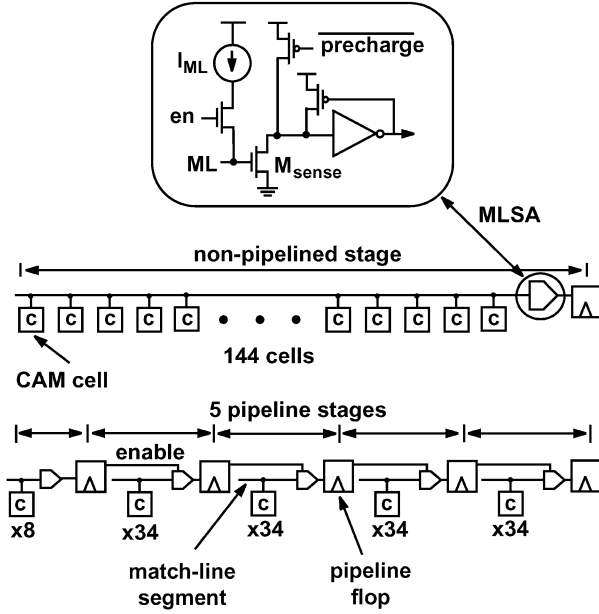 precharge
I_ML
en
ML
M_sense
MLSA
non-pipelined stage
C C C C C C C C C C
144 cells
CAM cell
5 pipeline stages
enable
C C C C C
x8 x34 x34 x34 x34
match-line
segment
pipeline
flop